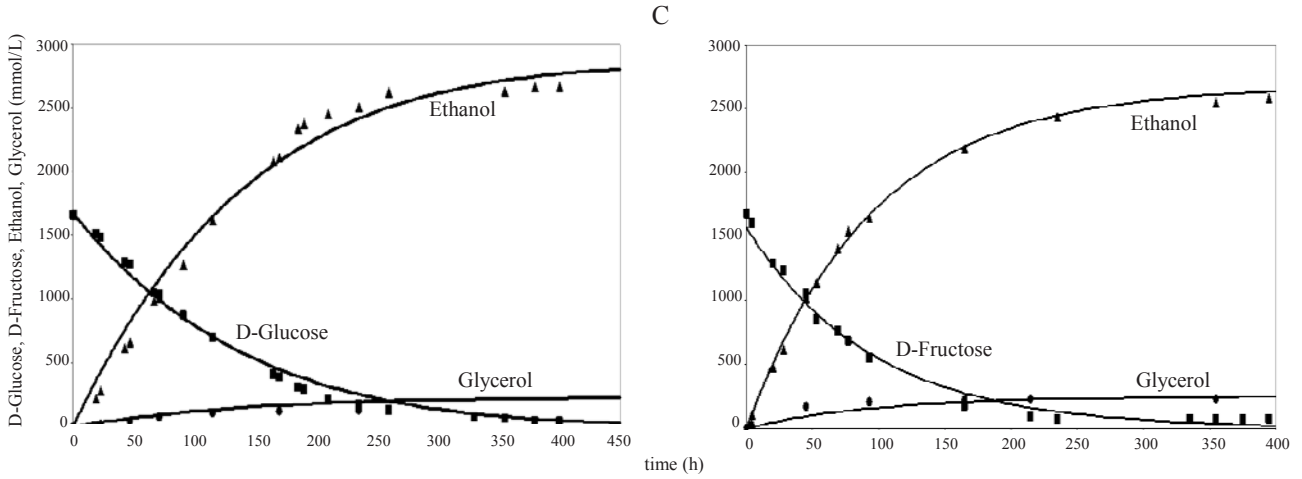 C
D-Glucose, D-Fructose, Ethanol, Glycerol (mmol/L)
3000
2500
2000
1500
1000
500
0
Ethanol
D-Glucose
Glycerol
0 50 100 150 200 250 300 350 400 450
3000
2500
2000
1500
1000
500
0
Ethanol
D-Fructose
Glycerol
0 50 100 150 200 250 300 350 400
time (h)